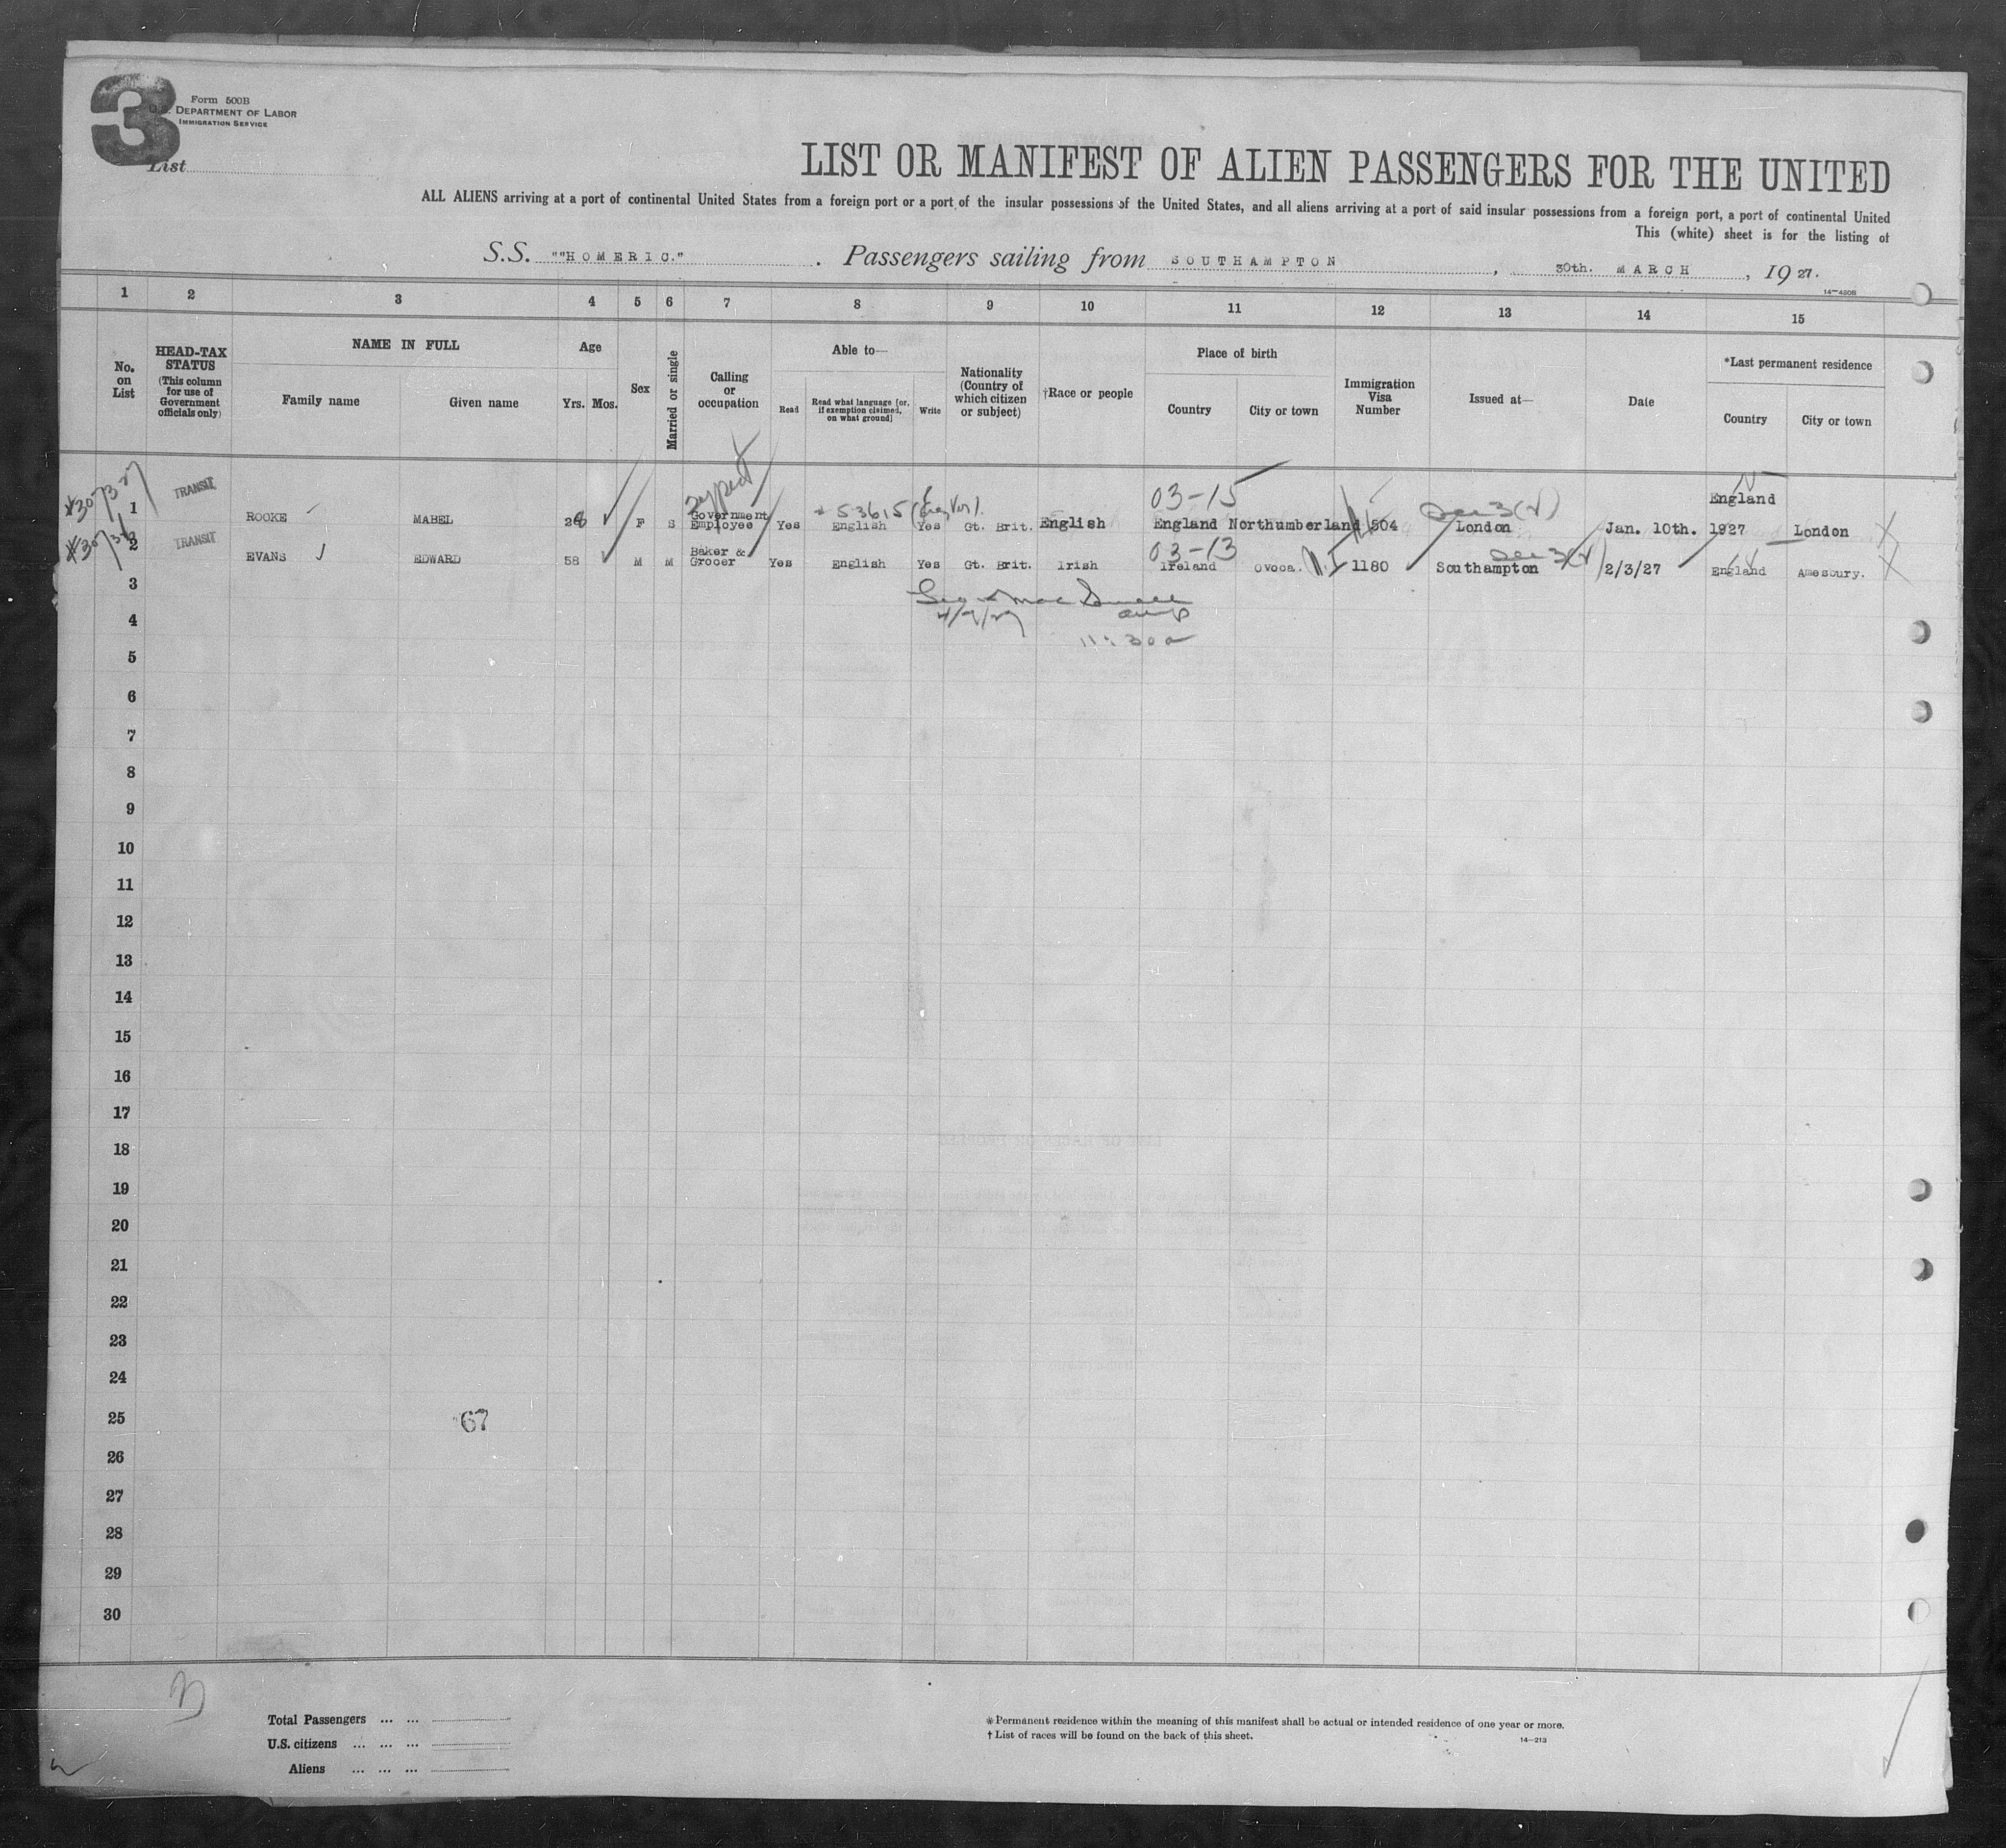 3
Form 500B
U.S. DEPARTMENT OF LABOR
IMMIGRATION SERVICE
List
LIST OR MANIFEST OF ALIEN PASSENGERS FOR THE UNITED
ALL ALIENS arriving at a port of continental United States from a foreign port or a port of the insular possessions of the United States, and all aliens arriving at a port of said insular possessions from a foreign port, a port of continental United
This (white) sheet is for the listing of
S.S. ""HOMERIC." . Passengers sailing from SOUTHAMPTON , 30th. MARCH , 1927.
14—480B
1 2 3 4 5 6 7 8 9 10 11 12 13 14 15
No. on List
HEAD-TAX STATUS (This column for use of Government officials only)
NAME IN FULL
Family name Given name
Age
Yrs. Mos.
Sex
Married or single
Calling or occupation
Able to—
Read
Read what language [or, if exemption claimed, on what ground]
Write
Nationality (Country of which citizen or subject)
†Race or people
Place of birth
Country City or town
Immigration Visa Number
Issued at—
Date
*Last permanent residence
Country City or town
03-15
1 TRANSIT ROOKE MABEL 26 F S Government Employee Yes English Yes Gt. Brit. English England Northumberland 504 London Jan. 10th. 1927 England London
03-13
2 TRANSIT EVANS EDWARD 58 M M Baker & Grocer Yes English Yes Gt. Brit. Irish Ireland Ovoca. 1180 Southampton 2/3/27 England Amesbury.
3
4
11:30a
5
6
7
8
9
10
11
12
13
14
15
16
17
18
19
20
21
22
23
24
25 67
26
27
28
29
30
Total Passengers ... ...
U.S. citizens ... ... ...
Aliens ... ... ...
*Permanent residence within the meaning of this manifest shall be actual or intended residence of one year or more.
† List of races will be found on the back of this sheet.
14—213